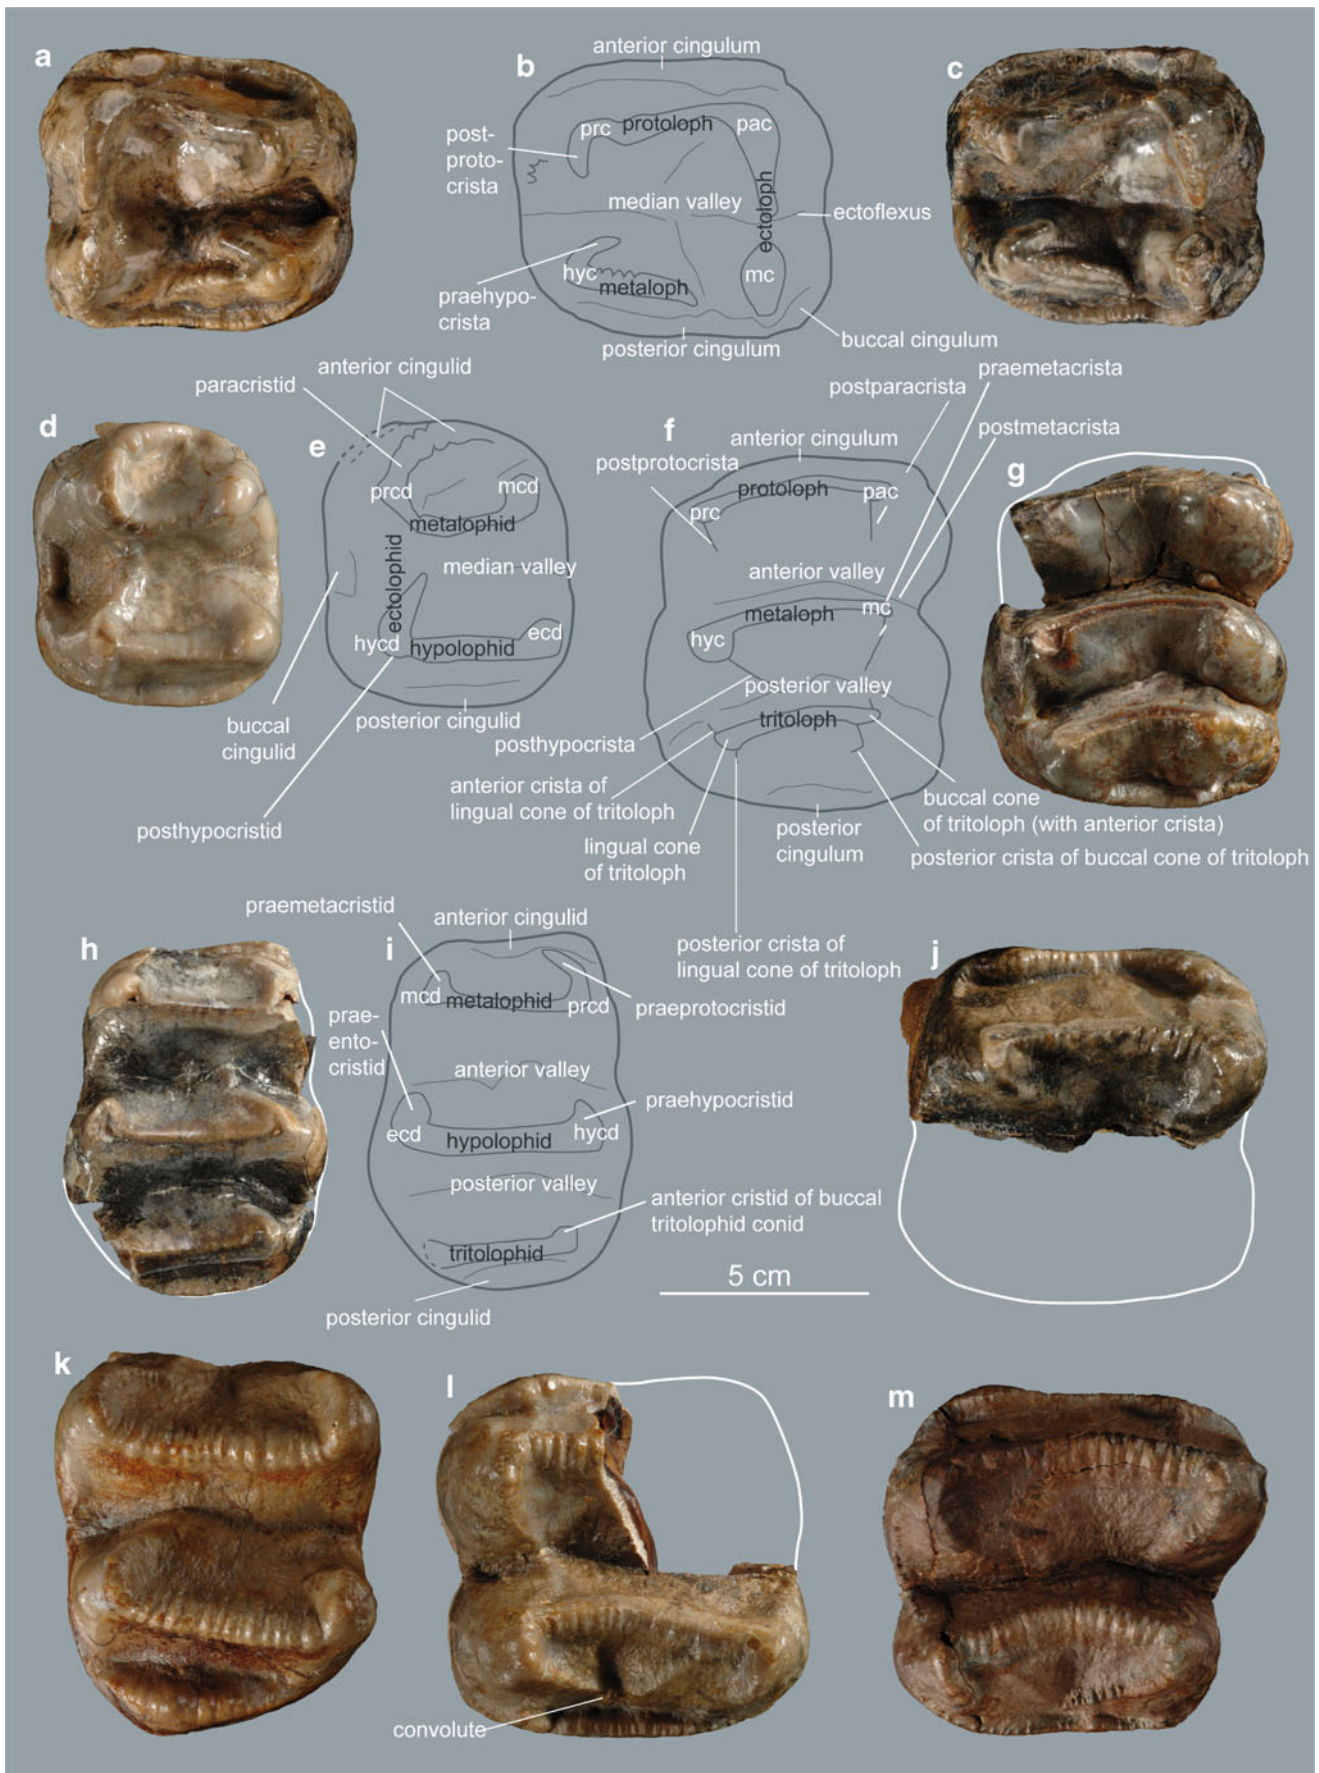 a
b
anterior cingulum
c
post-
proto-
crista
prc
protoloph
pac
median valley
ectoloph
ectoflexus
hyc
metaloph
mc
praehypo-
crista
posterior cingulum
buccal cingulum
anterior cingulid
paracristid
praemetacrista
postparacrista
postmetacrista
d
e
f
anterior cingulum
postprotocrista
g
prcd
mcd
metalophid
ectolophid
median valley
hycd
hypolophid
ecd
buccal
cingulid
posterior cingulid
posthypocristid
protoloph
pac
prc
anterior valley
metaloph
mc
hyc
posterior valley
tritoloph
posthypocrista
anterior crista of
lingual cone of tritoloph
lingual cone
of tritoloph
posterior
cingulum
buccal cone
of tritoloph (with anterior crista)
posterior crista of buccal cone of tritoloph
posterior crista of
lingual cone of tritoloph
praemetacristid
anterior cingulid
h
i
j
mcd
metalophid
prcd
praeprotocristid
prae-
ento-
cristid
anterior valley
praehypocristid
ecd
hypolophid
hycd
posterior valley
anterior cristid of buccal
tritolophid conid
tritolophid
5 cm
posterior cingulid
k
l
m
convolute